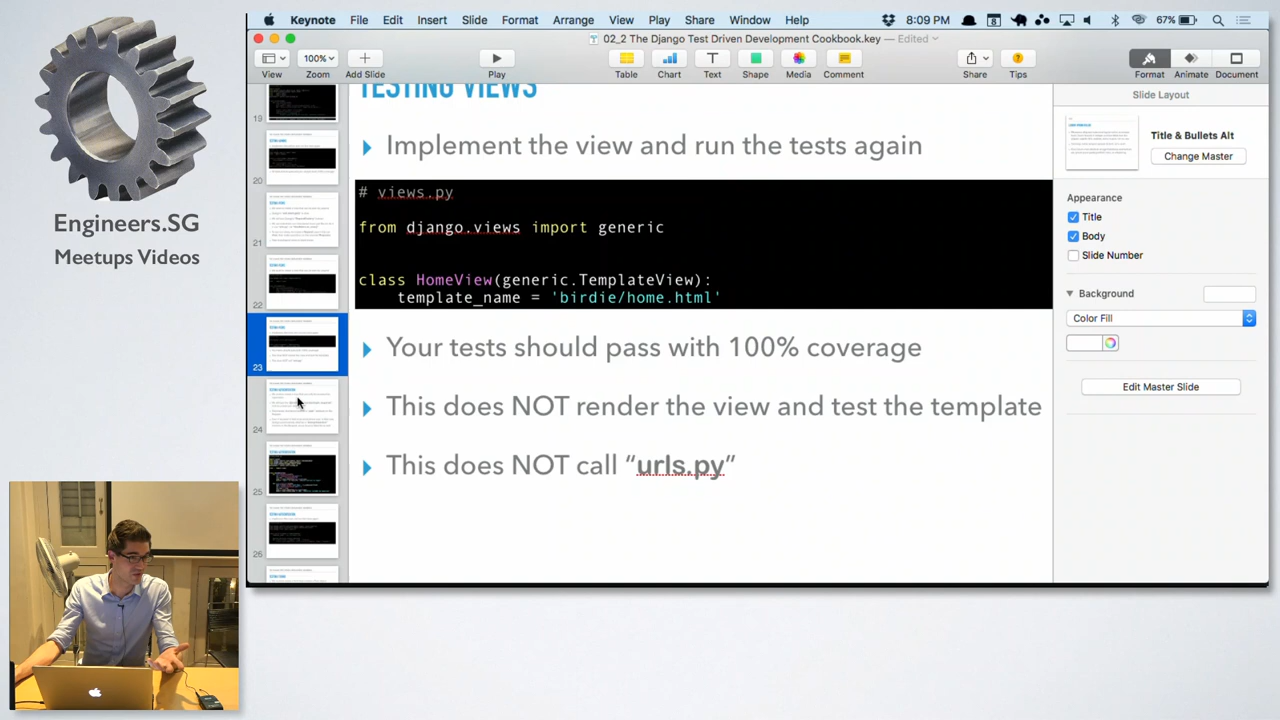 Keynote File Edit Insert Slide Format Arrange View Play Share Window Help 8:09 PM 67%
02_2 The Django Test Driven Development Cookbook.key — Edited
100%
View Zoom Add Slide Play Table Chart Text Shape Media Comment Share Tips Format Animate Document
Engineers.SG
Meetups Videos
19
20
21
22
23
24
25
26
TESTING VIEWS
Implement the view and run the tests again
# views.py
from django.views import generic
class HomeView(generic.TemplateView):
template_name = 'birdie/home.html'
Your tests should pass with 100% coverage
This does NOT render the view and test the template
This does NOT call “urls.py“
Slide Layout
Title & Bullets Alt
Change Master
Appearance
Title
Body
Slide Number
Background
Color Fill
Edit Master Slide